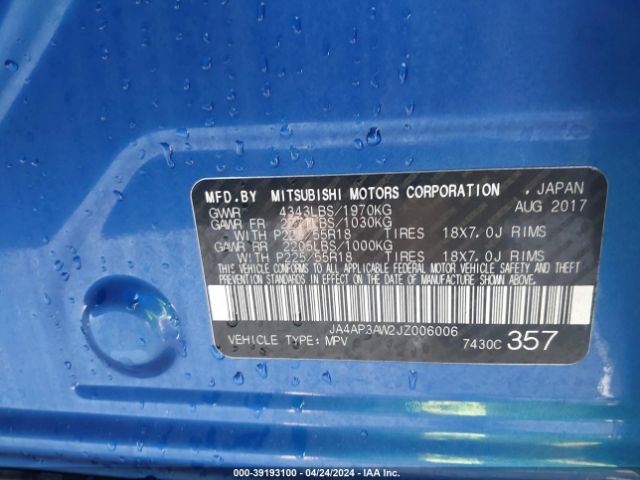 MFD.BY MITSUBISHI MOTORS CORPORATION , JAPAN
GVWR 4343LBS/1970KG AUG 2017
GAWR FR LBS/1030KG
WITH P225/55R18 TIRES 18X7.0J RIMS
GAWR RR 2205LBS/1000KG
WITH P225/55R18 TIRES 18X7.0J RIMS
THIS VEHICLE CONFORMS TO ALL APPLICABLE FEDERAL MOTOR VEHICLE SAFETY AND THEFT
PREVENTION STANDARDS IN EFFECT ON THE DATE OF MANUFACTURE SHOWN ABOVE.
JA4AP3AW2JZ006006
VEHICLE TYPE: MPV 7430C 357
000-39193100 - 04/24/2024 - IAA Inc.